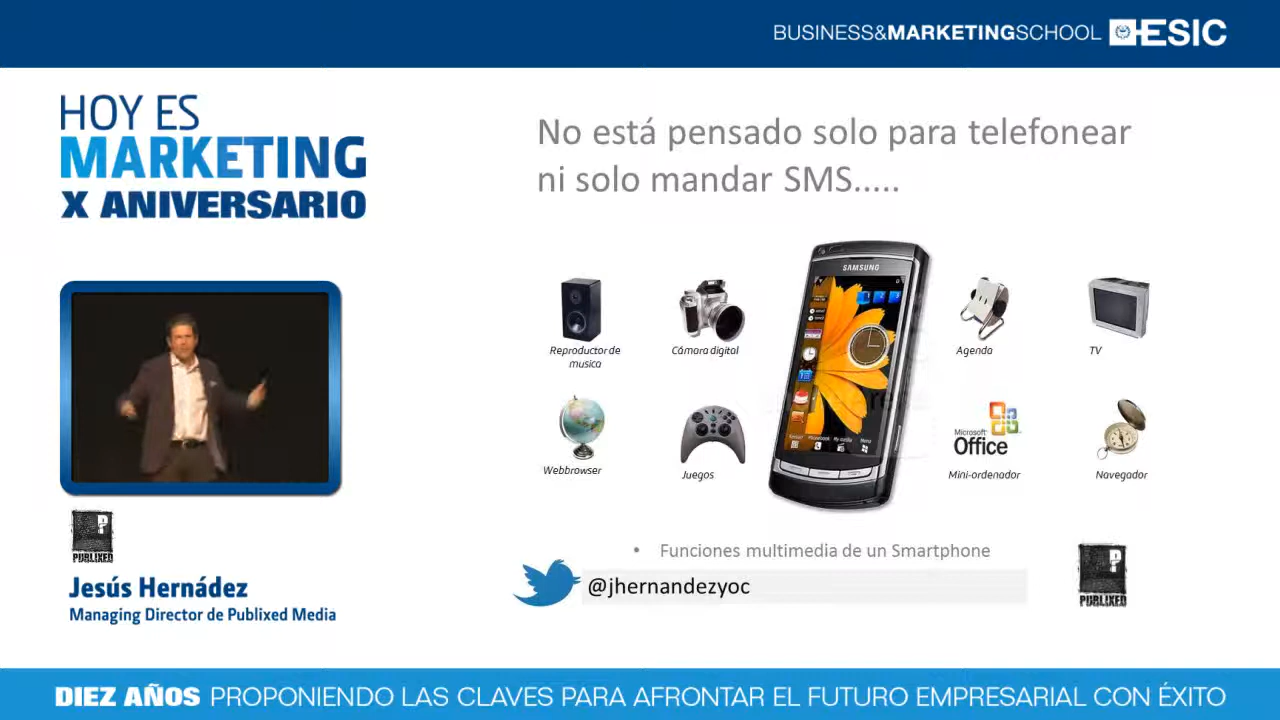 BUSINESS&MARKETINGSCHOOL ESIC
HOY ES
MARKETING
X ANIVERSARIO
No está pensado solo para telefonear
ni solo mandar SMS.....
SAMSUNG
Reproductor de
musica
Cámara digital
Agenda
TV
Webbrowser
Juegos
Microsoft
Office
Mini-ordenador
Navegador
• Funciones multimedia de un Smartphone
@jhernandezyoc
PUBLIXED
PUBLIXED
Jesús Hernádez
Managing Director de Publixed Media
DIEZ AÑOS PROPONIENDO LAS CLAVES PARA AFRONTAR EL FUTURO EMPRESARIAL CON ÉXITO